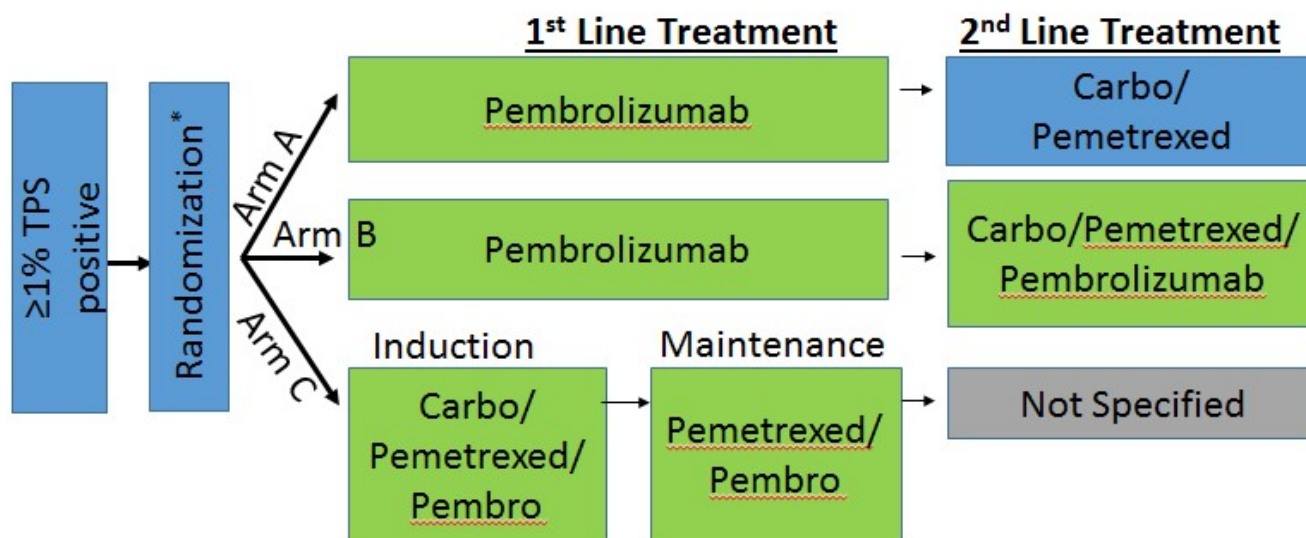 1st Line Treatment
2nd Line Treatment
≥1% TPS
positive
Randomization*
Arm A
Pembrolizumab
Carbo/
Pemetrexed
Arm B
Pembrolizumab
Carbo/Pemetrexed/
Pembrolizumab
Arm C
Induction
Carbo/
Pemetrexed/
Pembro
Maintenance
Pemetrexed/
Pembro
Not Specified